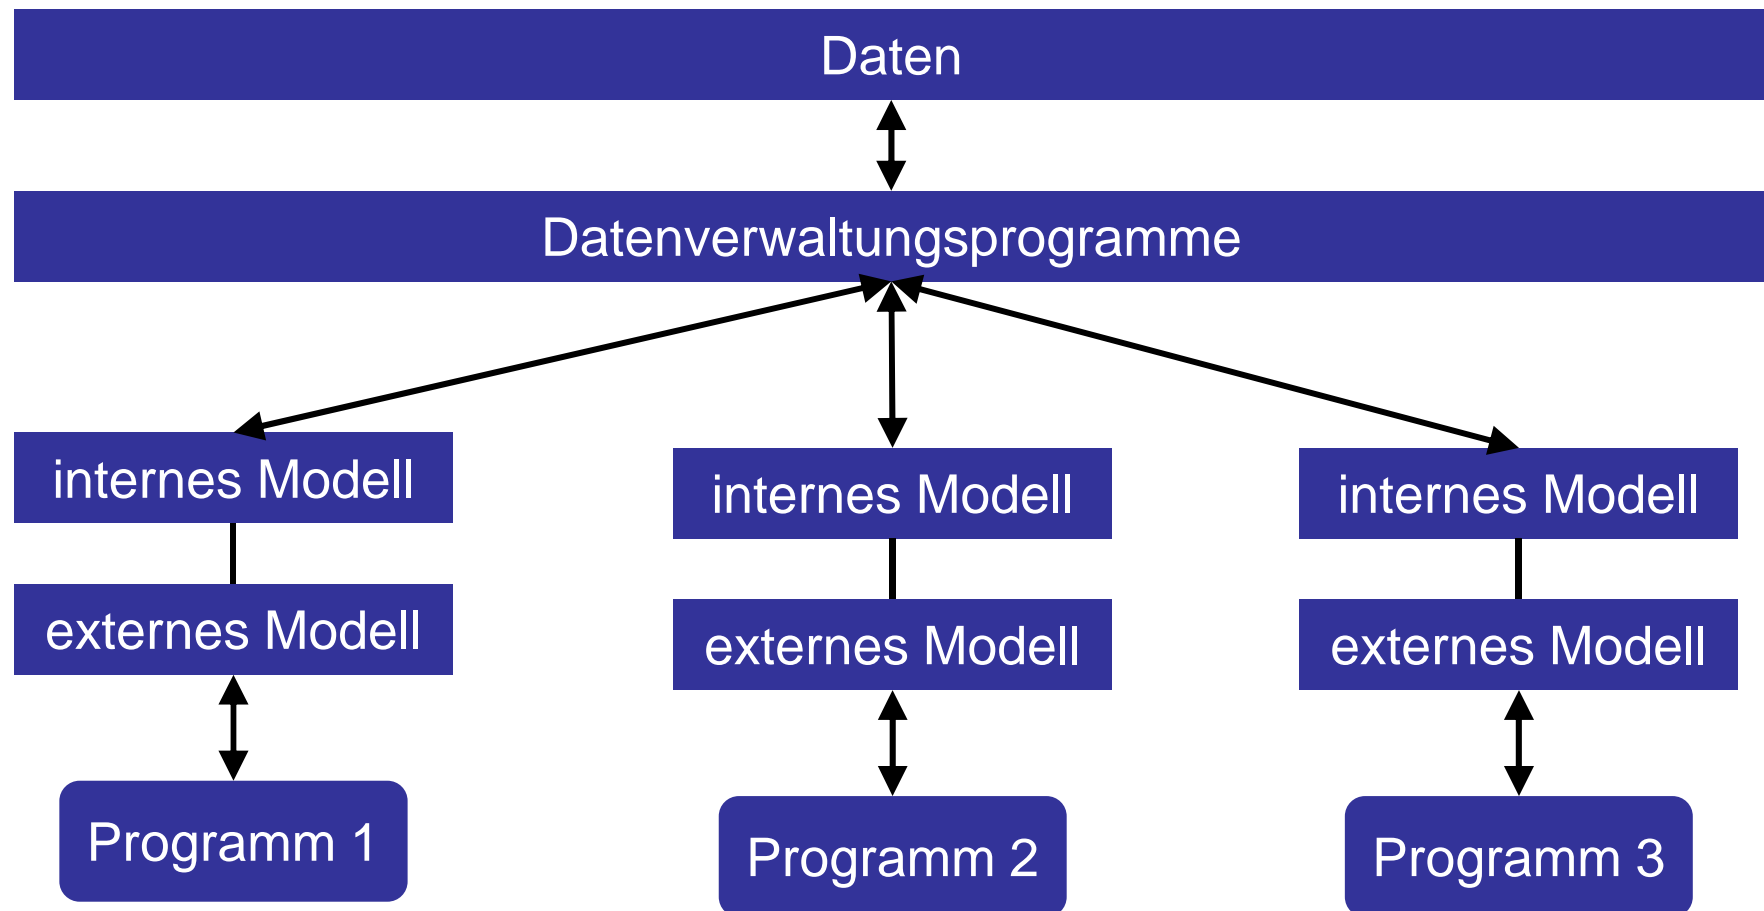 Daten
Datenverwaltungsprogramme
internes Modell
internes Modell
internes Modell
externes Modell
externes Modell
externes Modell
Programm 1
Programm 2
Programm 3